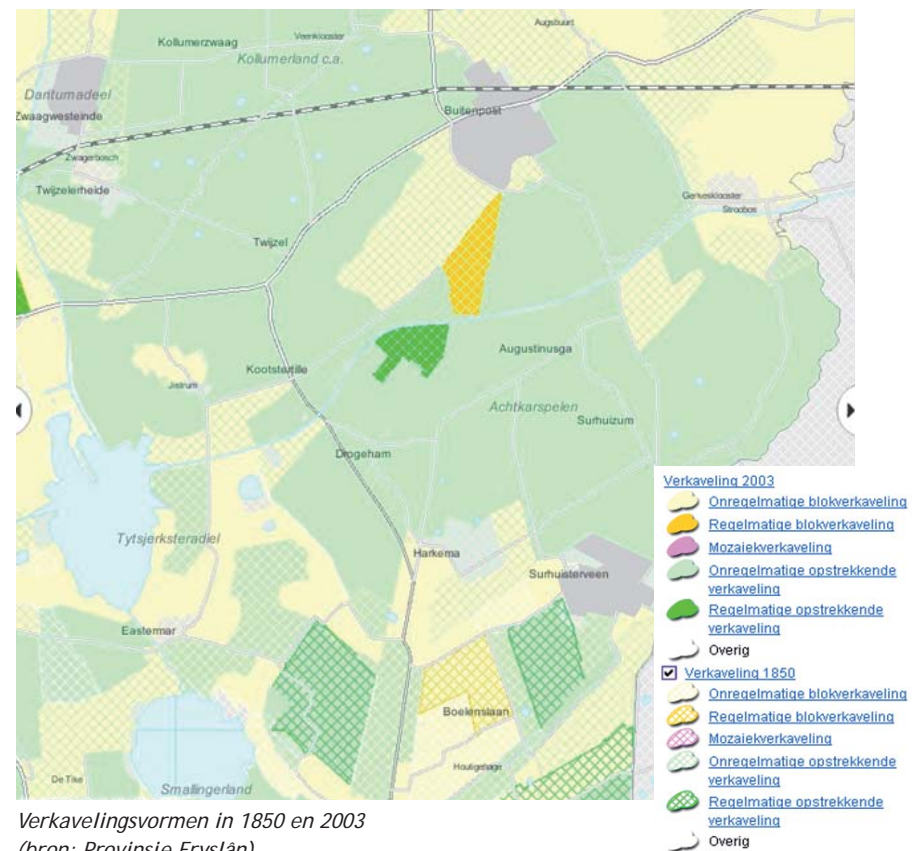 Augsbuurt
Veenklooster
Kollumerzwaag
Kollumerland c.a.
Dantumadeel
Zwaagwesteinde
Buitenpost
Zwagerbosch
Twijzelerheide
Gerkesklooster
Stroobos
Twijzel
Augustinusga
Kootstertille
Jistrum
Achtkarspelen
Surhuizum
Drogeham
Tytsjerksteradiel
Harkema
Surhuisterveen
Eastermar
Boelenslaan
Houtigehage
De Tike
Smallingerland
Verkaveling 2003
Onregelmatige blokverkaveling
Regelmatige blokverkaveling
Mozaiekverkaveling
Onregelmatige opstrekkende
verkaveling
Regelmatige opstrekkende
verkaveling
Overig
Verkaveling 1850
Onregelmatige blokverkaveling
Regelmatige blokverkaveling
Mozaiekverkaveling
Onregelmatige opstrekkende
verkaveling
Regelmatige opstrekkende
verkaveling
Overig
Verkavelingsvormen in 1850 en 2003
(bron: Provinsje Fryslân)